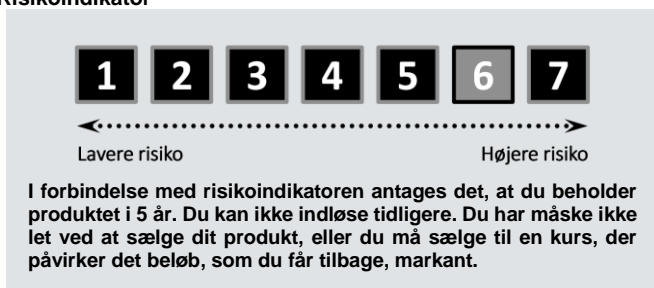 Risikoindikator
1 2 3 4 5 6 7
Lavere risiko Højere risiko
I forbindelse med risikoindikatoren antages det, at du beholder
produktet i 5 år. Du kan ikke indløse tidligere. Du har måske ikke
let ved at sælge dit produkt, eller du må sælge til en kurs, der
påvirker det beløb, som du får tilbage, markant.